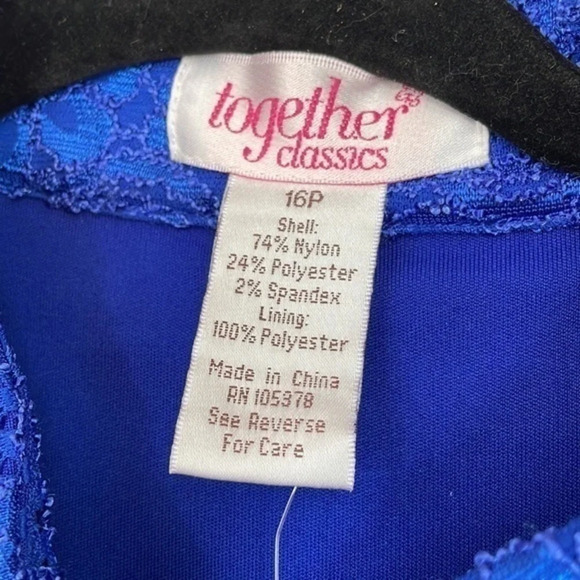 together
classics
16P
Shell:
74% Nylon
24% Polyester
2% Spandex
Lining:
100% Polyester
Made in China
RN 105378
See Reverse
For Care